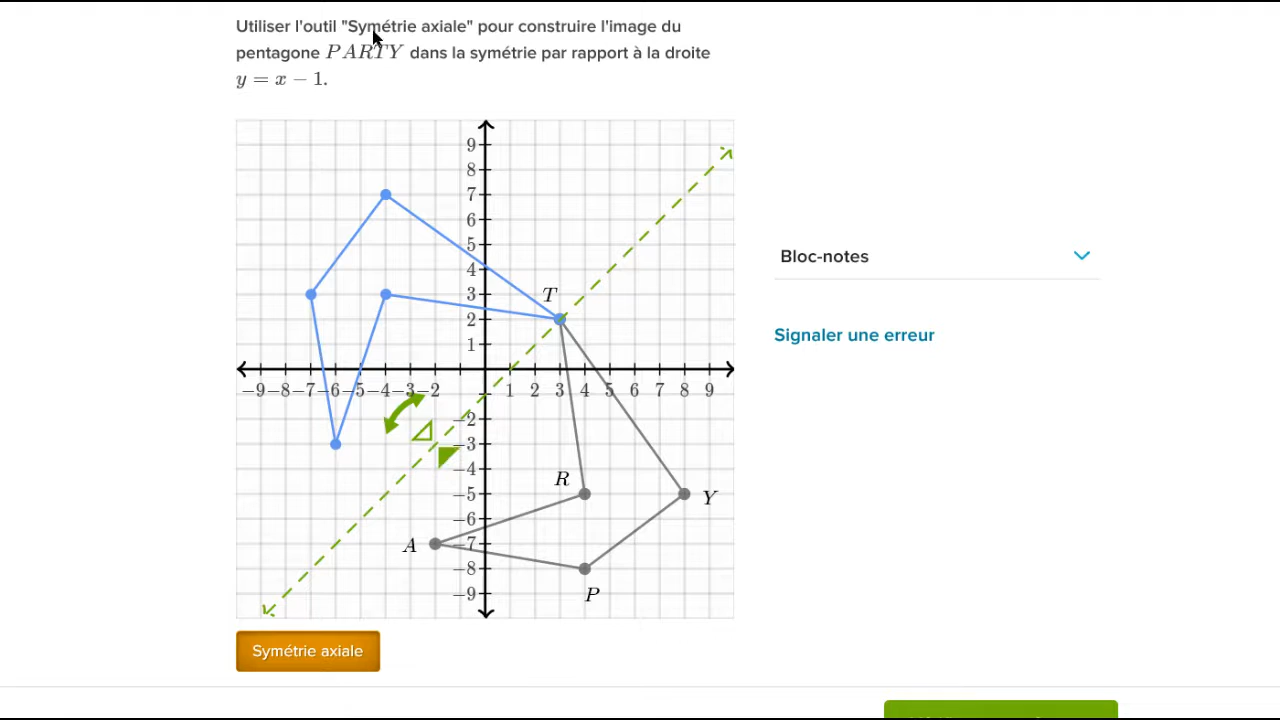 Utiliser l'outil "Symétrie axiale" pour construire l'image du
pentagone PARTY dans la symétrie par rapport à la droite
y = x − 1.
9
8
7
6
5
4
3
2
1
T
−9 −8 −7 −6 −5 −4 −3 −2 1 2 3 4 5 6 7 8 9
−2
−3
−4
−5
−6
−7
−8
−9
R
Y
A
P
Bloc-notes
Signaler une erreur
Symétrie axiale